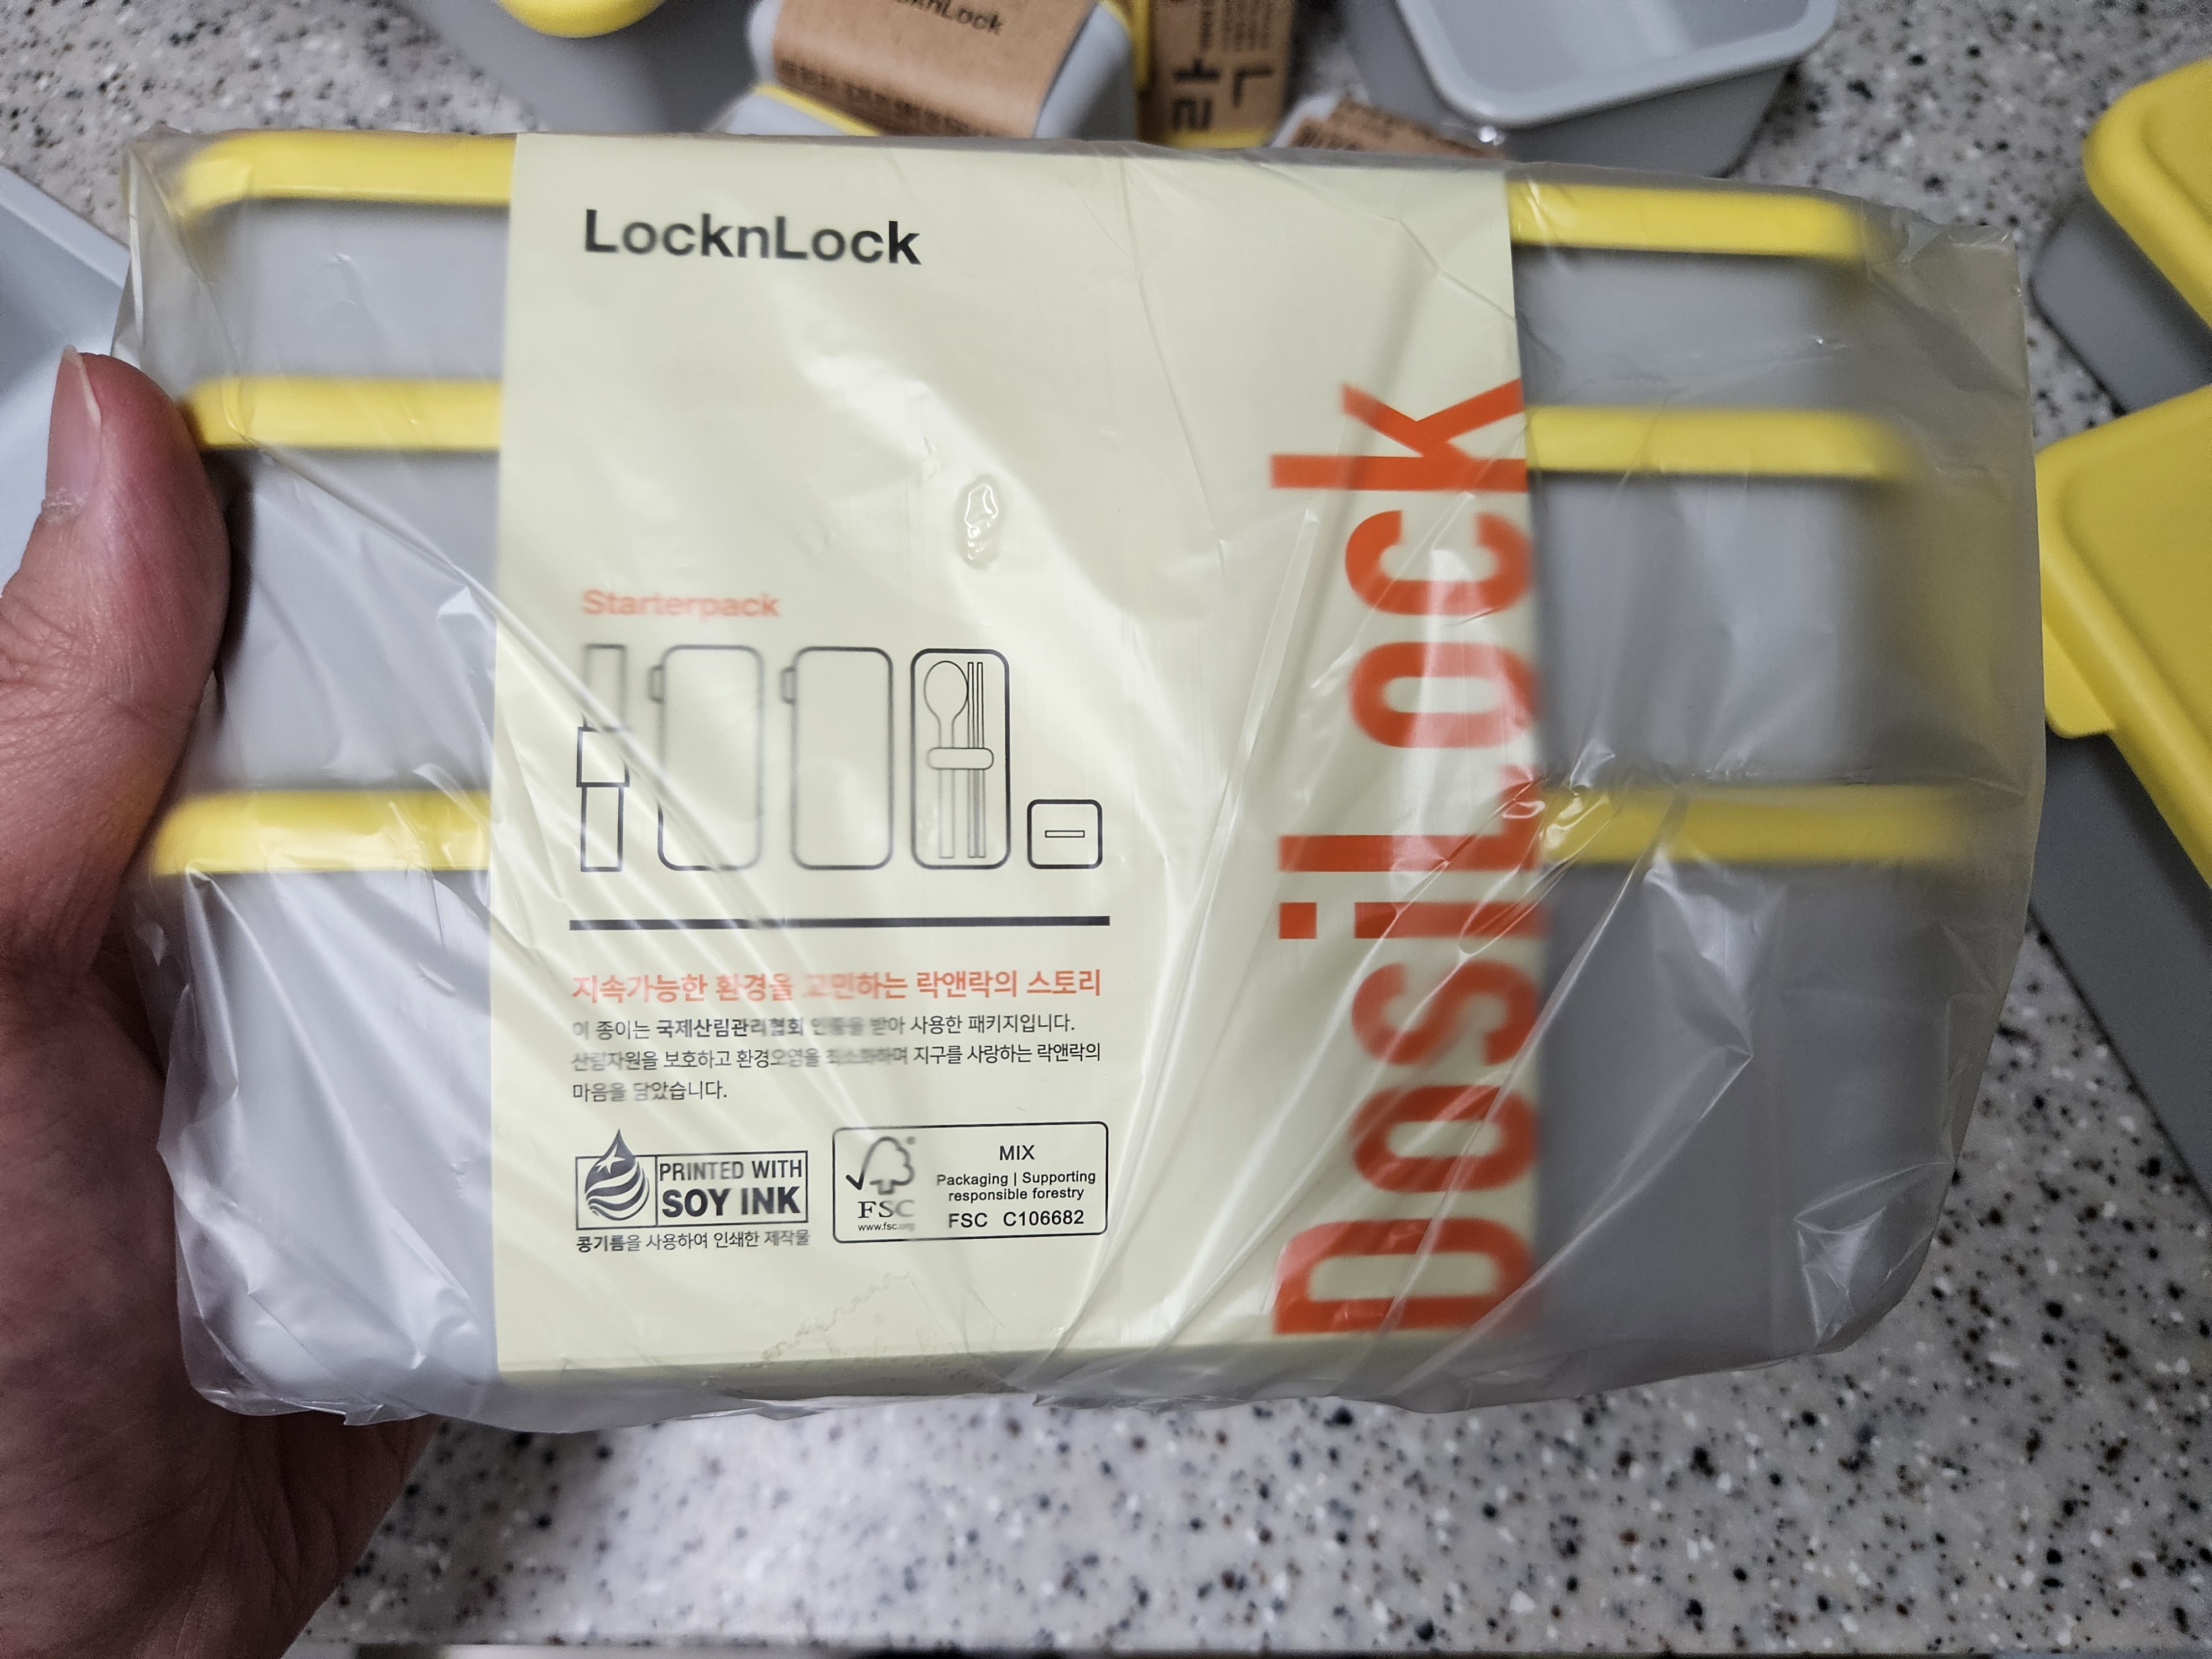 LocknLock
LocknLock
Starterpack
지속가능한 환경을 고민하는 락앤락의 스토리
이 종이는 국제산림관리협회 인증을 받아 사용한 패키지입니다.
산림자원을 보호하고 환경오염을 최소화하며 지구를 사랑하는 락앤락의
마음을 담았습니다.
PRINTED WITH
SOY INK
콩기름을 사용하여 인쇄한 제작물
FSC
www.fsc.org
MIX
Packaging | Supporting
responsible forestry
FSC C106682
DosiLock